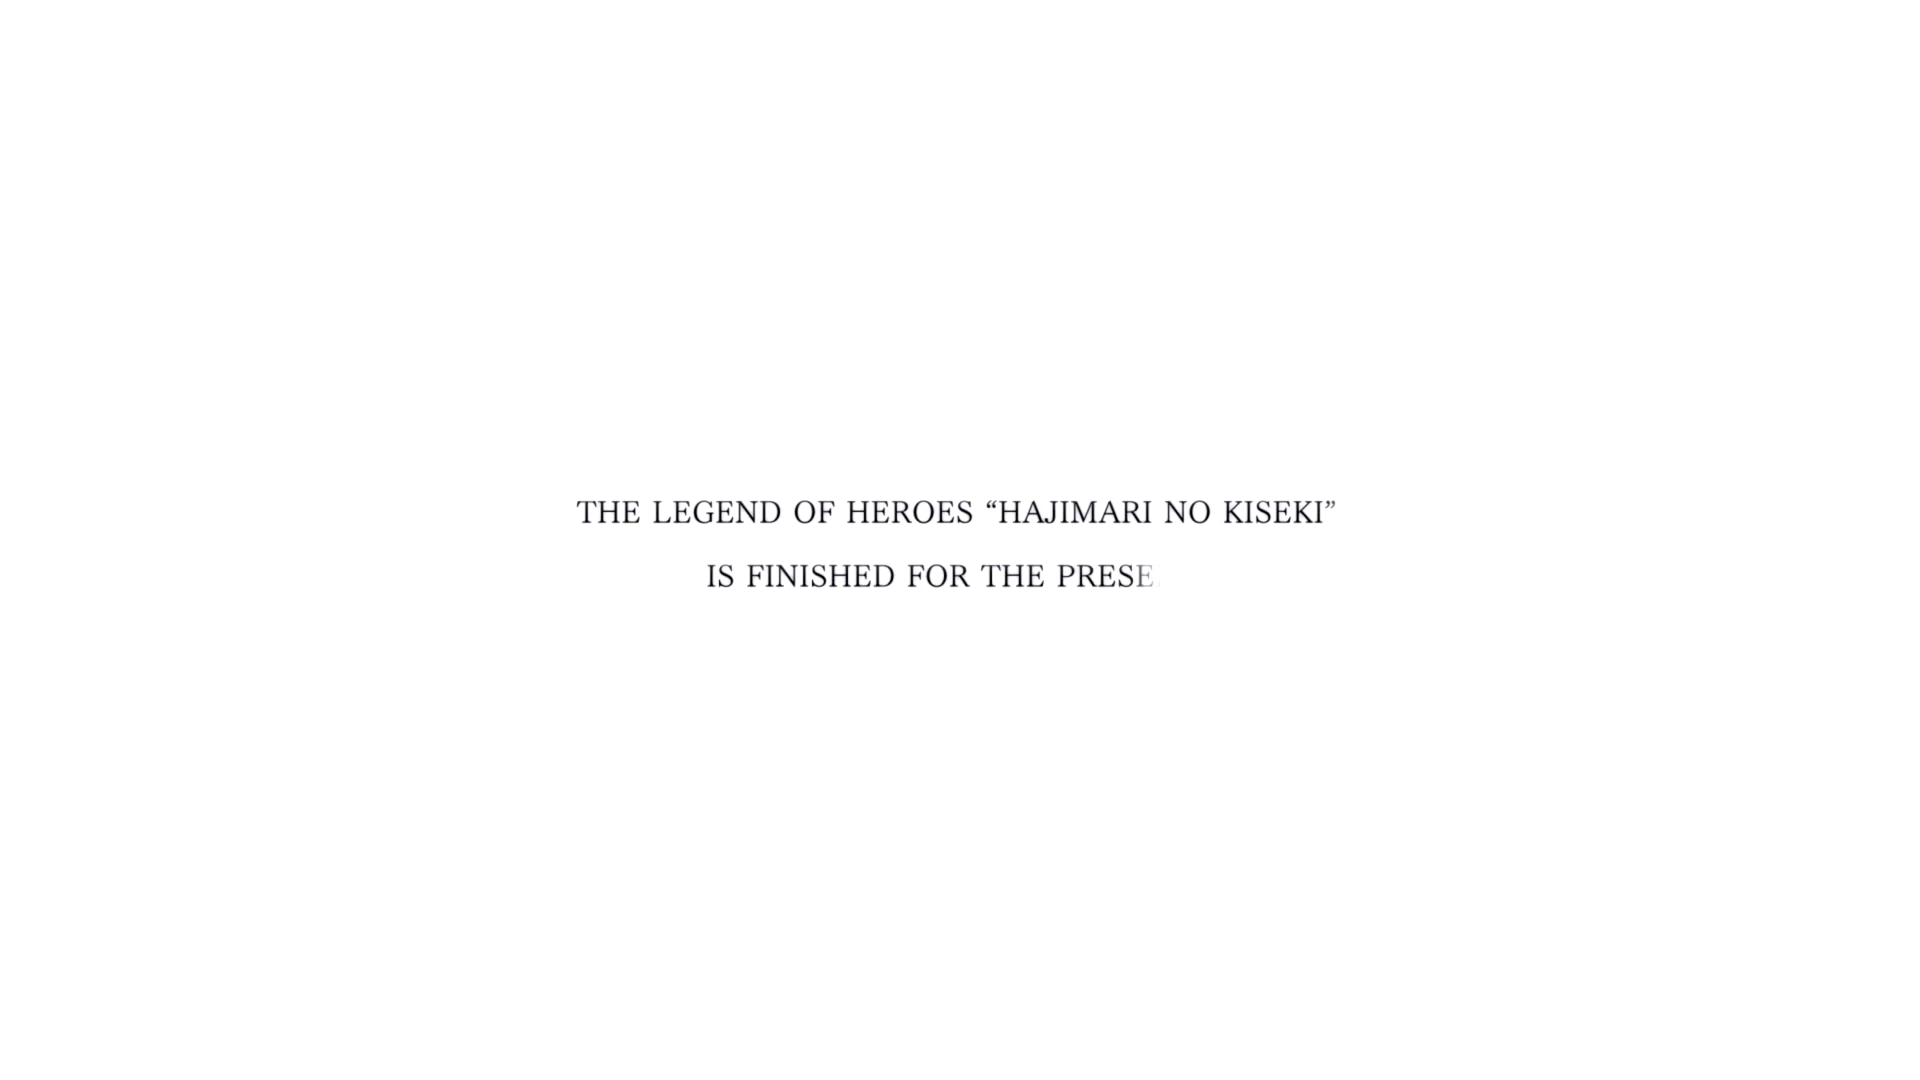 THE LEGEND OF HEROES “HAJIMARI NO KISEKI”
IS FINISHED FOR THE PRESE